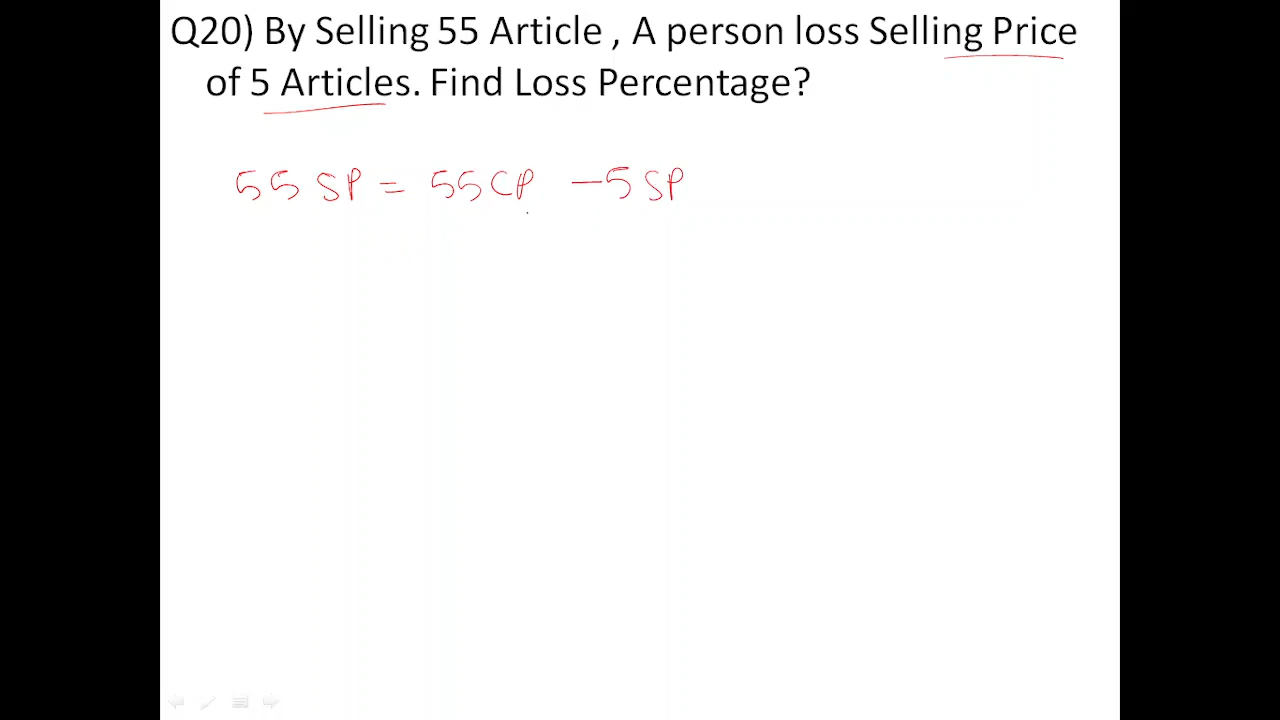 Q20) By Selling 55 Article , A person loss Selling Price
of 5 Articles. Find Loss Percentage?
55 SP = 55 CP - 5 SP